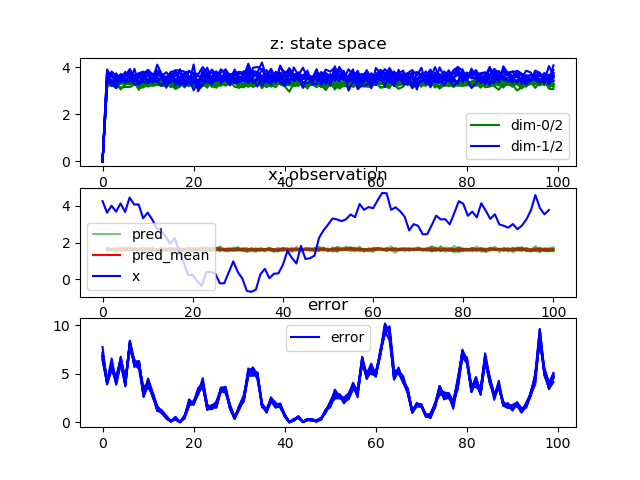 z: state space
4
2
0
dim-0/2
dim-1/2
0 20 40 60 80 100
x: observation
4
2
0
pred
pred_mean
x
0 20 40 60 80 100
error
10
5
0
error
0 20 40 60 80 100